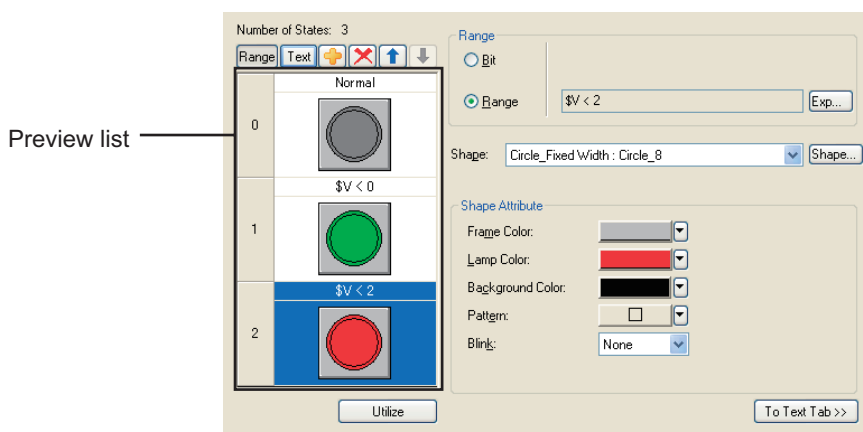 Number of States: 3
Range Text
Preview list
Normal
0
$V < 0
1
$V < 2
2
Utilize
Range
Bit
Range
$V < 2
Exp...
Shape: Circle_Fixed Width : Circle_8 Shape...
Shape Attribute
Frame Color:
Lamp Color:
Background Color:
Pattern:
Blink: None
To Text Tab >>